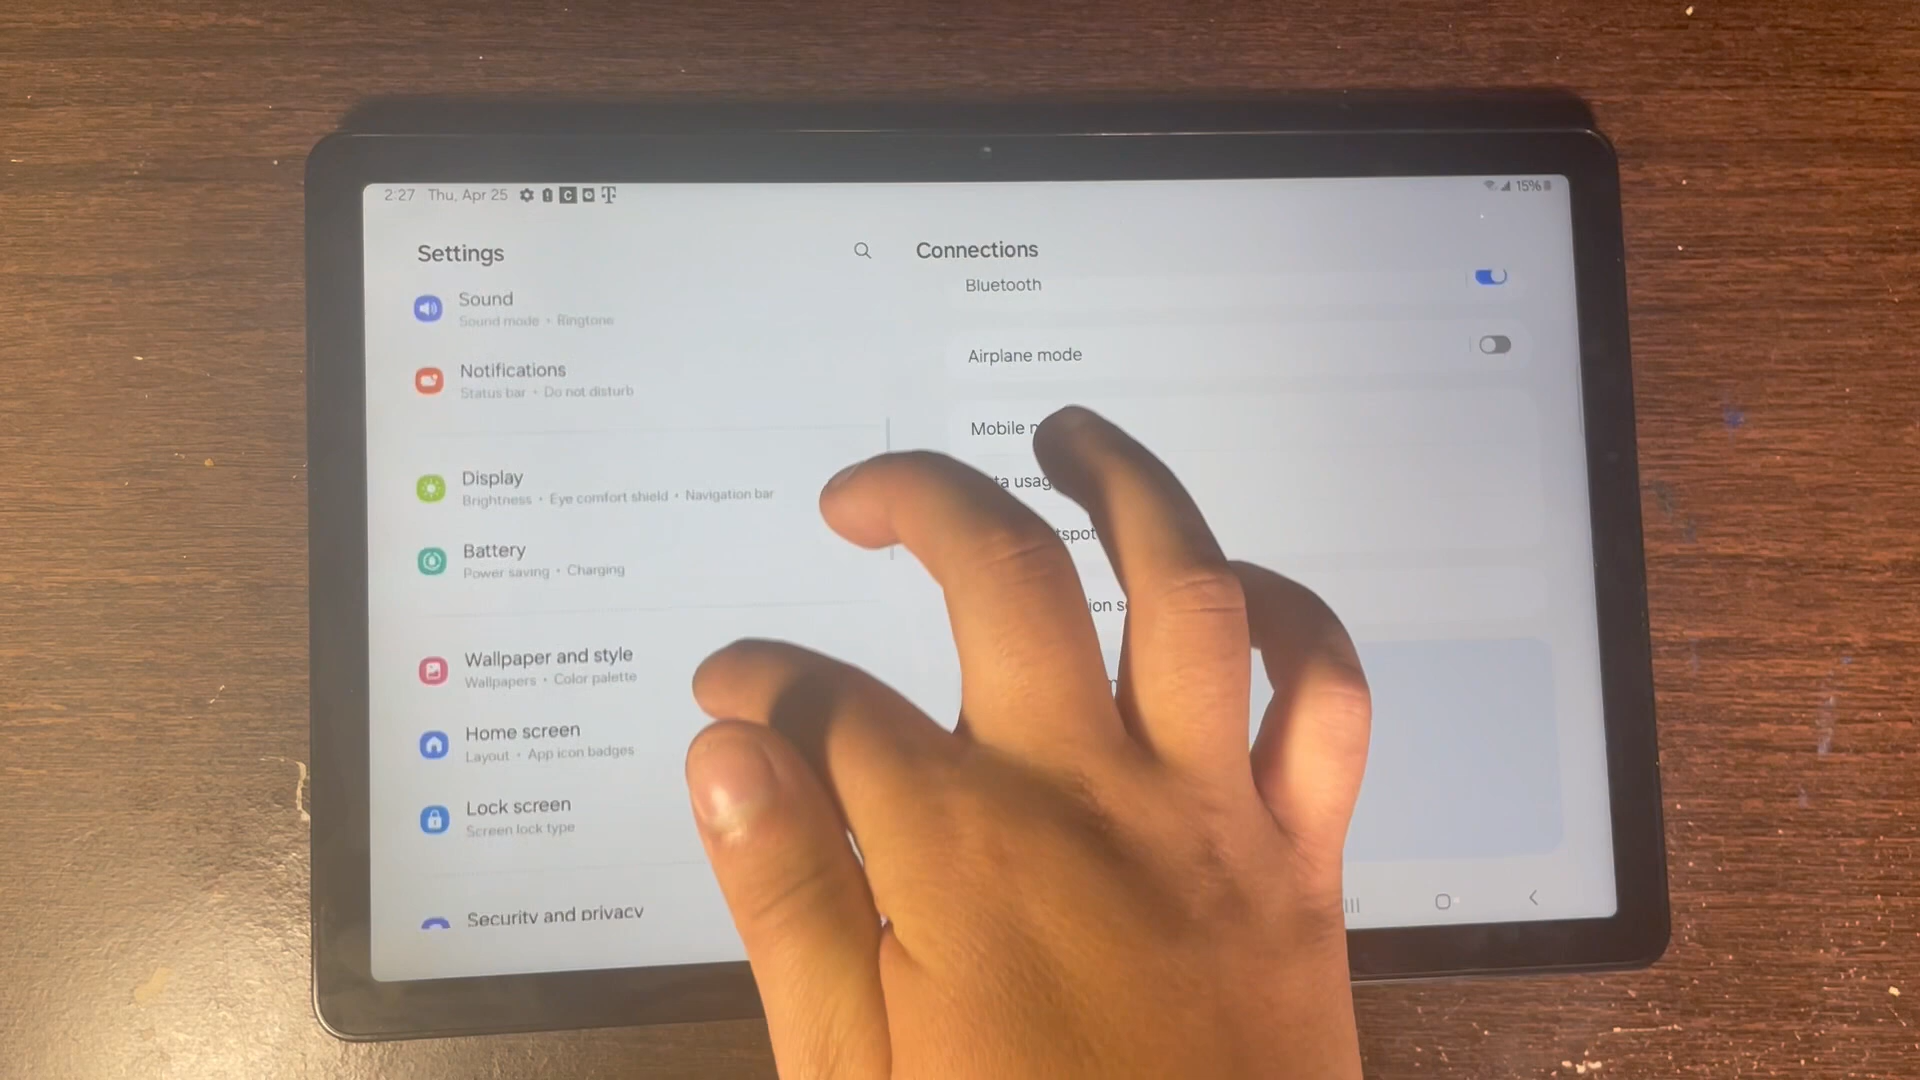 2:27 Thu, Apr 25
15%
Settings
Sound
Sound mode • Ringtone
Notifications
Status bar • Do not disturb
Display
Brightness • Eye comfort shield • Navigation bar
Battery
Power saving • Charging
Wallpaper and style
Wallpapers • Color palette
Home screen
Layout • App icon badges
Lock screen
Screen lock type
Security and privacy
Connections
Bluetooth
Airplane mode
Mobile
usag